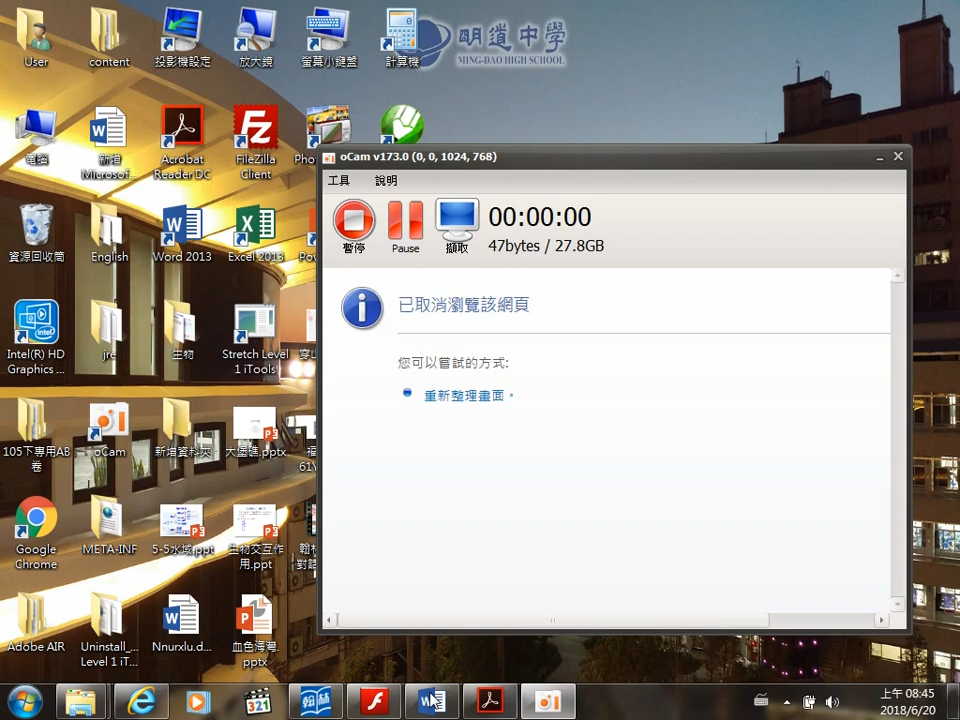 User
content
投影機設定
放大鏡
螢幕小鍵盤
計算機
明道中學
MING-DAO HIGH SCHOOL
電腦
新增
Microsof...
Acrobat
Reader DC
FileZilla
Client
oCam v173.0 (0, 0, 1024, 768)
工具
說明
暫停
Pause
擷取
00:00:00
47bytes / 27.8GB
資源回收筒
English
Word 2013
Excel 2013
已取消瀏覽該網頁
您可以嘗試的方式:
重新整理畫面。
Intel(R) HD
Graphics ...
jre
生物
Stretch Level
1 iTools
105下專用AB
卷
oCam
新增資料夾
大堡礁.pptx
Google
Chrome
META-INF
5-5水域.ppt
生物交互作
用.ppt
Adobe AIR
Uninstall_...
Level 1 iT...
Nnurxlu.d...
血色海灣.
pptx
321
翰林
上午 08:45
2018/6/20